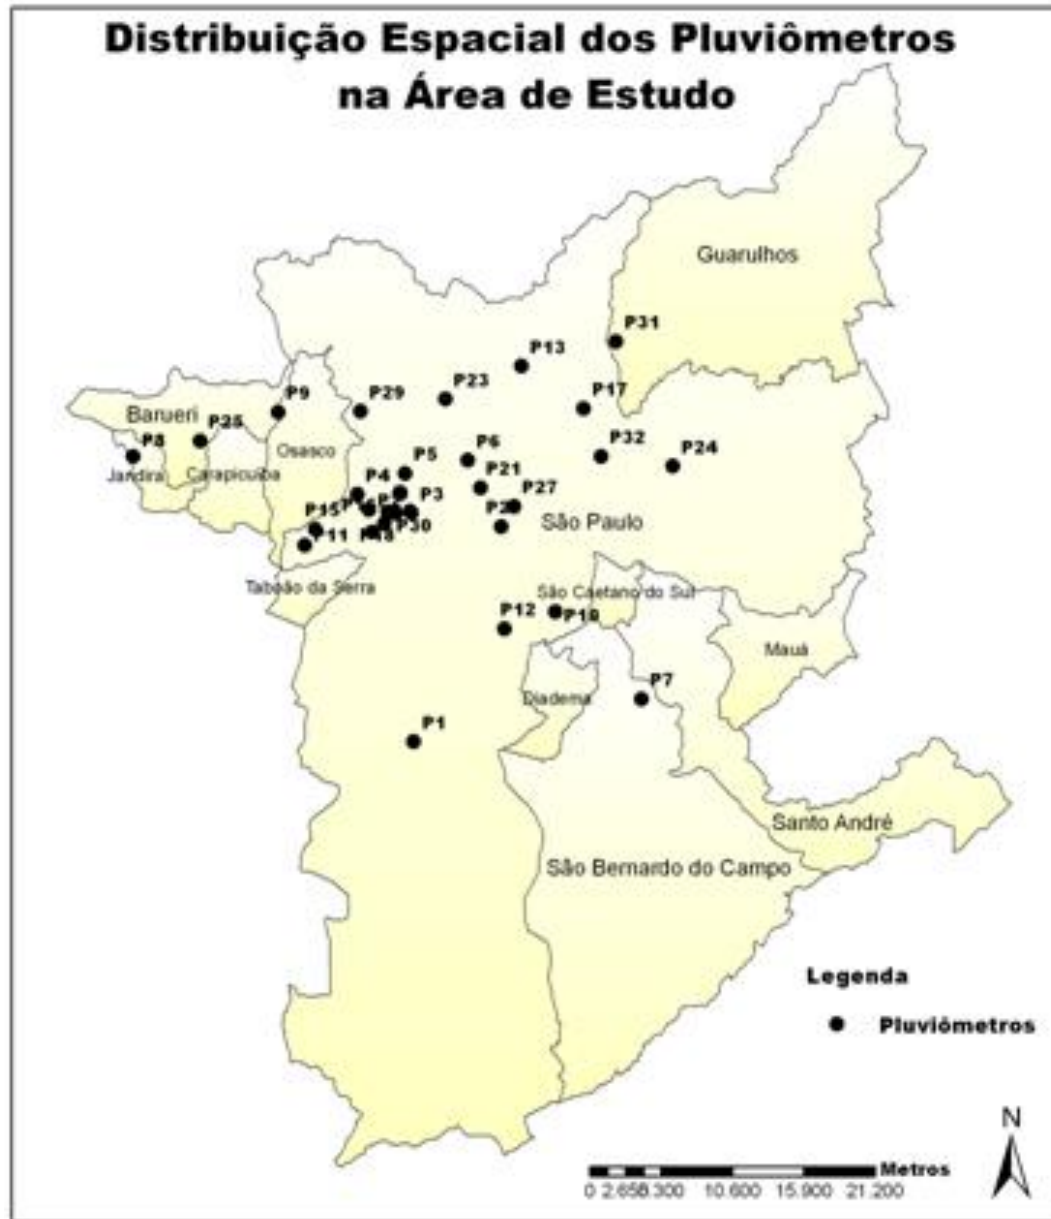 Distribuição Espacial dos Pluviômetros
na Área de Estudo
Guarulhos
P31
P13
P23
P17
P9
P29
Barueri
P25
P32
P8
Osasco
P6
P24
P5
Jandira
Carapicuíba
P4
P21
P3
P27
P15
São Paulo
P11
P30
Taboão da Serra
São Caetano do Sul
P12
Mauá
P7
Diadema
P1
Santo André
São Bernardo do Campo
Legenda
Pluviômetros
N
Metros
0 2.650 5.300 10.600 15.900 21.200